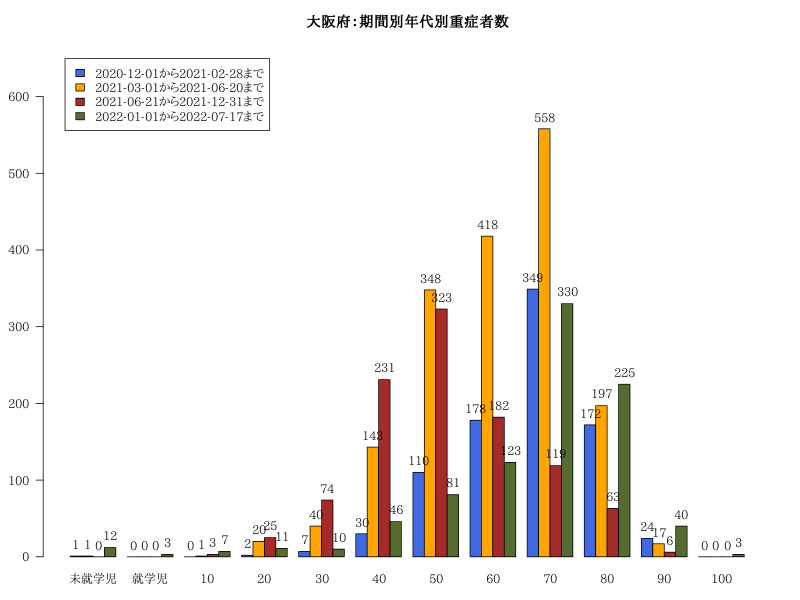 大阪府：期間別年代別重症者数
2020-12-01から2021-02-28まで
2021-03-01から2021-06-20まで
2021-06-21から2021-12-31まで
2022-01-01から2022-07-17まで
600
500
400
300
200
100
0
1 1 0 12
0 0 0 3
0 1 3 7
2 20 25 11
7 40 74 10
30 143 231 46
110 348 323 81
178 418 182 123
349 558 119 330
172 197 63 225
24 17 6 40
0 0 0 3
未就学児 就学児 10 20 30 40 50 60 70 80 90 100